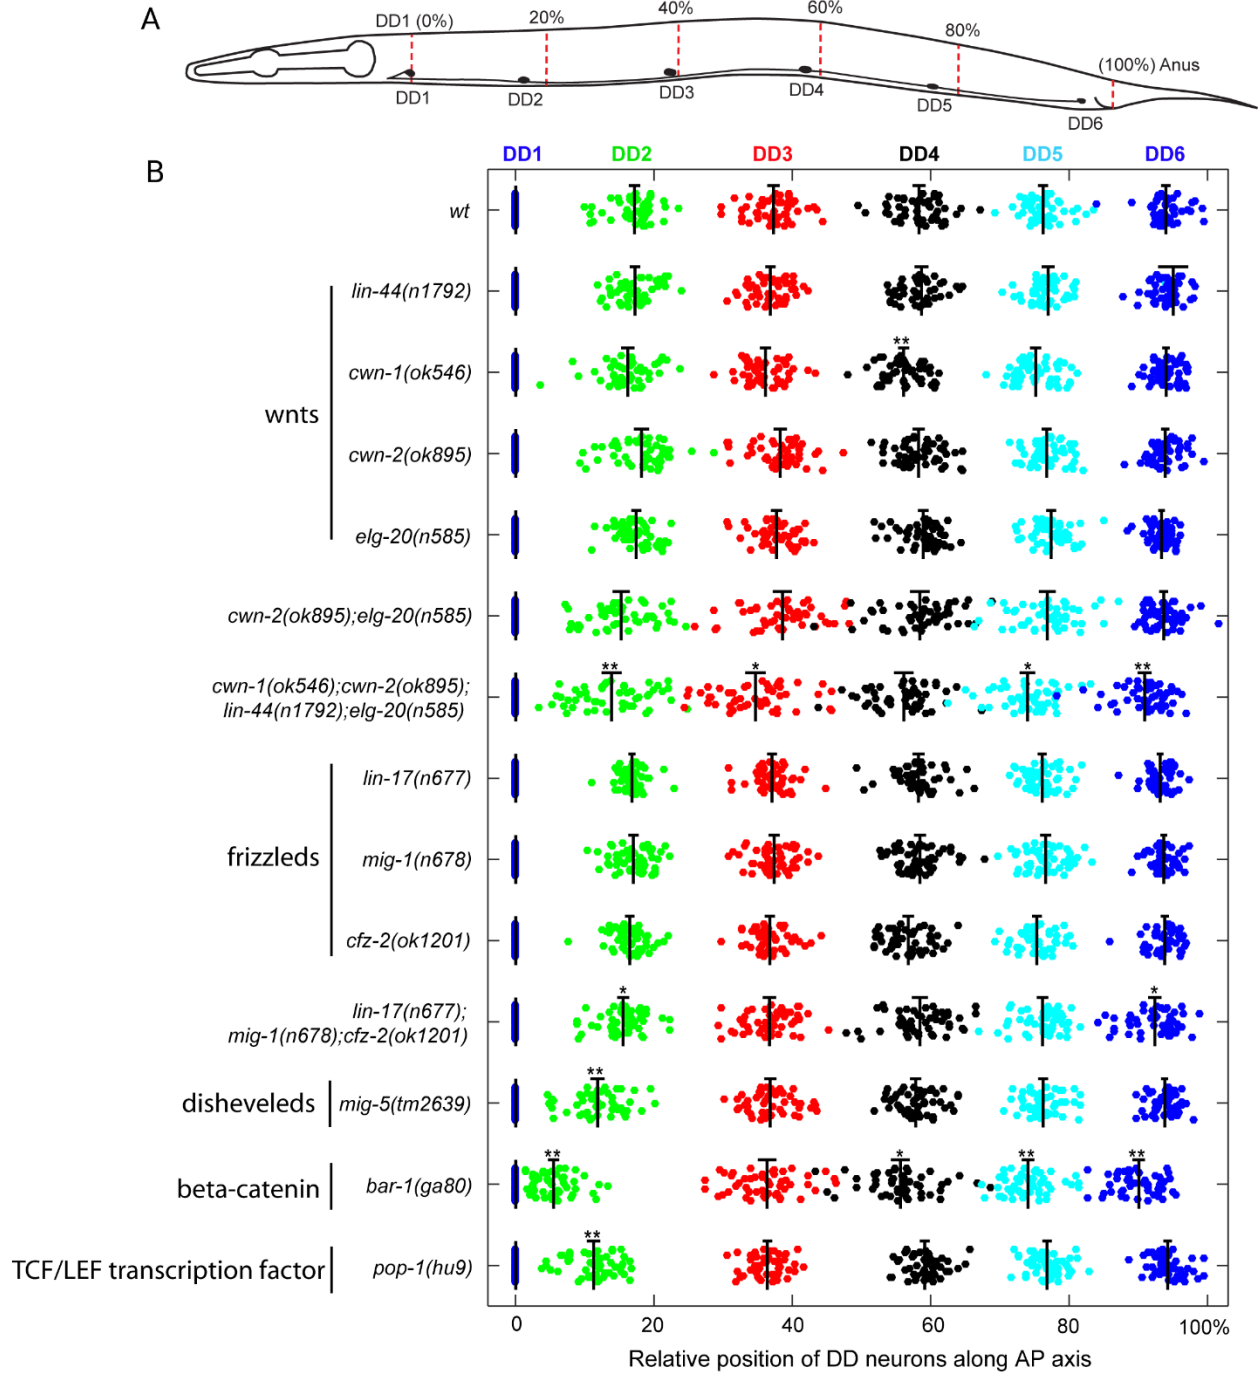 A
DD1 (0%)
20%
40%
60%
80%
(100%) Anus
DD1
DD2
DD3
DD4
DD5
DD6
B
DD1 DD2 DD3 DD4 DD5 DD6
wt
wnts
lin-44(n1792)
**
cwn-1(ok546)
cwn-2(ok895)
elg-20(n585)
cwn-2(ok895);elg-20(n585)
** * * **
cwn-1(ok546);cwn-2(ok895);
lin-44(n1792);elg-20(n585)
frizzleds
lin-17(n677)
mig-1(n678)
cfz-2(ok1201)
* *
lin-17(n677);
mig-1(n678);cfz-2(ok1201)
**
disheveleds mig-5(tm2639)
** * ** **
beta-catenin bar-1(ga80)
**
TCF/LEF transcription factor pop-1(hu9)
0 20 40 60 80 100%
Relative position of DD neurons along AP axis